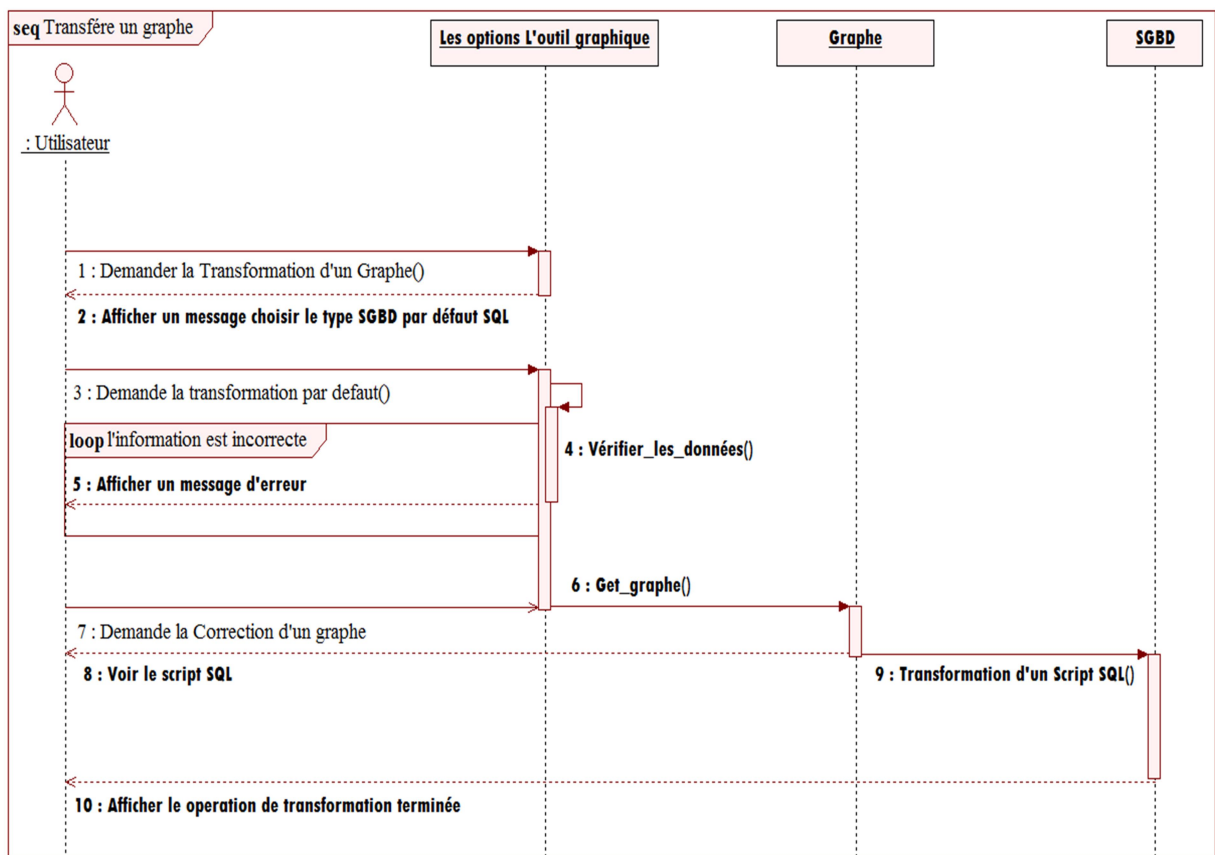 seq Transfére un graphe
Les options L'outil graphique
Graphe
SGBD
: Utilisateur
1 : Demander la Transformation d'un Graphe()
2 : Afficher un message choisir le type SGBD par défaut SQL
3 : Demande la transformation par defaut()
loop l'information est incorrecte
4 : Vérifier_les_données()
5 : Afficher un message d'erreur
6 : Get_graphe()
7 : Demande la Correction d'un graphe
8 : Voir le script SQL
9 : Transformation d'un Script SQL()
10 : Afficher le operation de transformation terminée